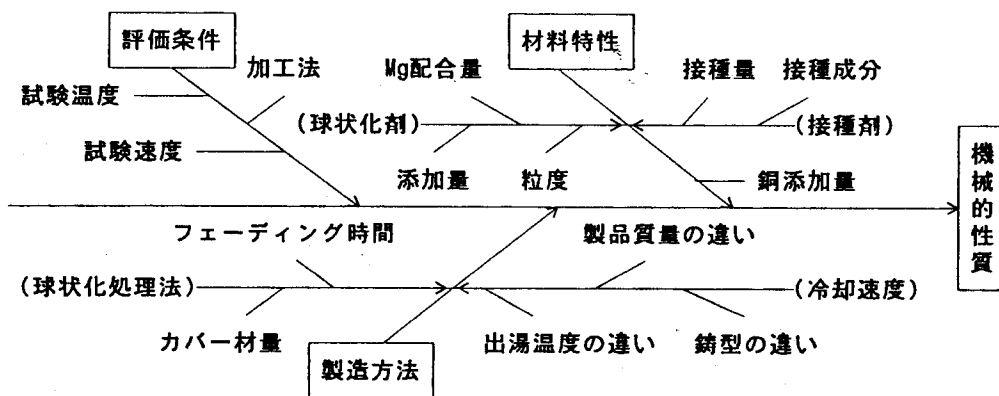 評価条件
材料特性
加工法
Mg配合量
接種量
接種成分
試験温度
(球状化剤)
(接種剤)
試験速度
添加量
粒度
銅添加量
機械的性質
フェーディング時間
製品質量の違い
(球状化処理法)
(冷却速度)
カバー材量
出湯温度の違い
鋳型の違い
製造方法